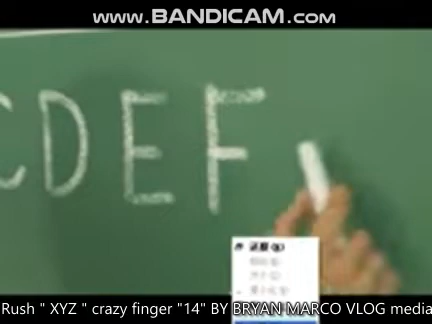 www.BANDICAM.com
CDEF
Rush " XYZ " crazy finger "14" BY BRYAN MARCO VLOG media